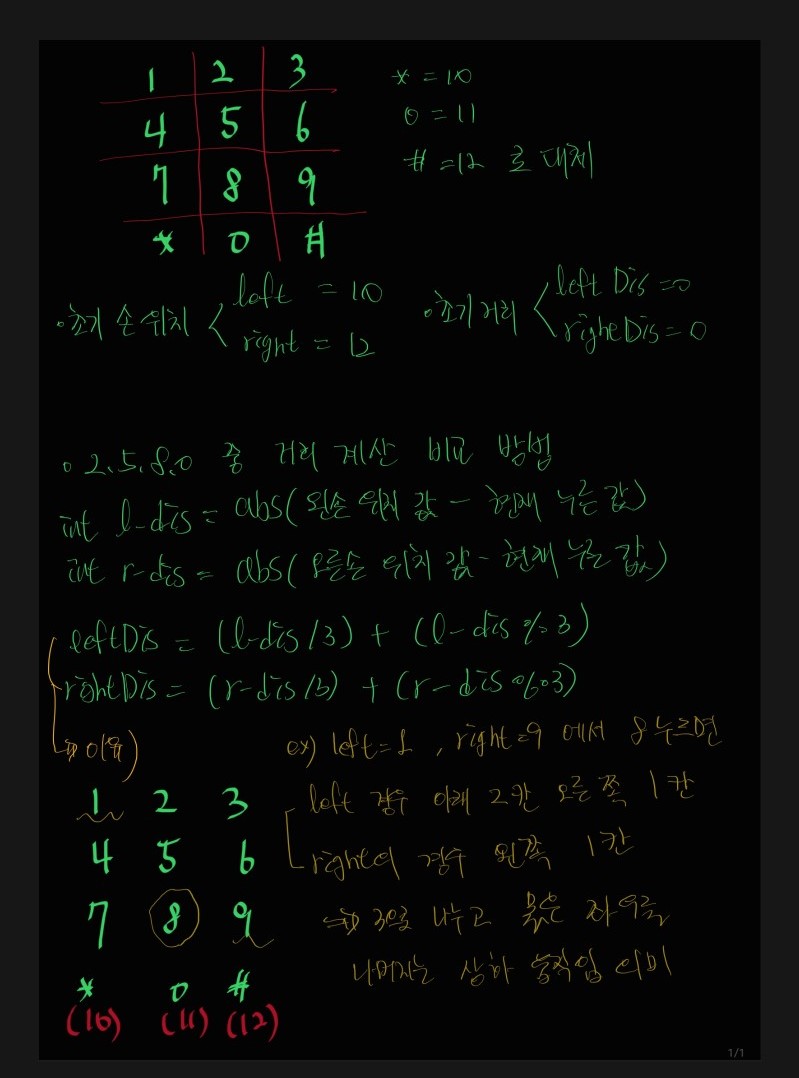 1 2 3
4 5 6
7 8 9
* 0 #
* = 10
0 = 11
# = 12 로 대체
• 초기 손 위치 < left = 10
right = 12
• 초기 거리 < left Dis = 0
righeDis = 0
• 2.5.8.0 중 거리 계산 비교 방법
int l-dis = abs( 왼손 위치 값 - 현재 누른 값)
int r-dis = abs( 오른손 위치 값 - 현재 누른 값)
leftDis = (l-dis /3) + (l-dis % 3)
rightDis = (r-dis /3) + (r-dis % 3)
⇒ 이유)
ex) left=1 , right=9 에서 8 누르면
left 경우 아래 2칸 오른쪽 1칸
right의 경우 왼쪽 1칸
⇒ 3으로 나누고 몫은 좌우를
나머지는 상하 움직임 의미
1 2 3
4 5 6
7 8 9
* 0 #
(10) (11) (12)
1/1